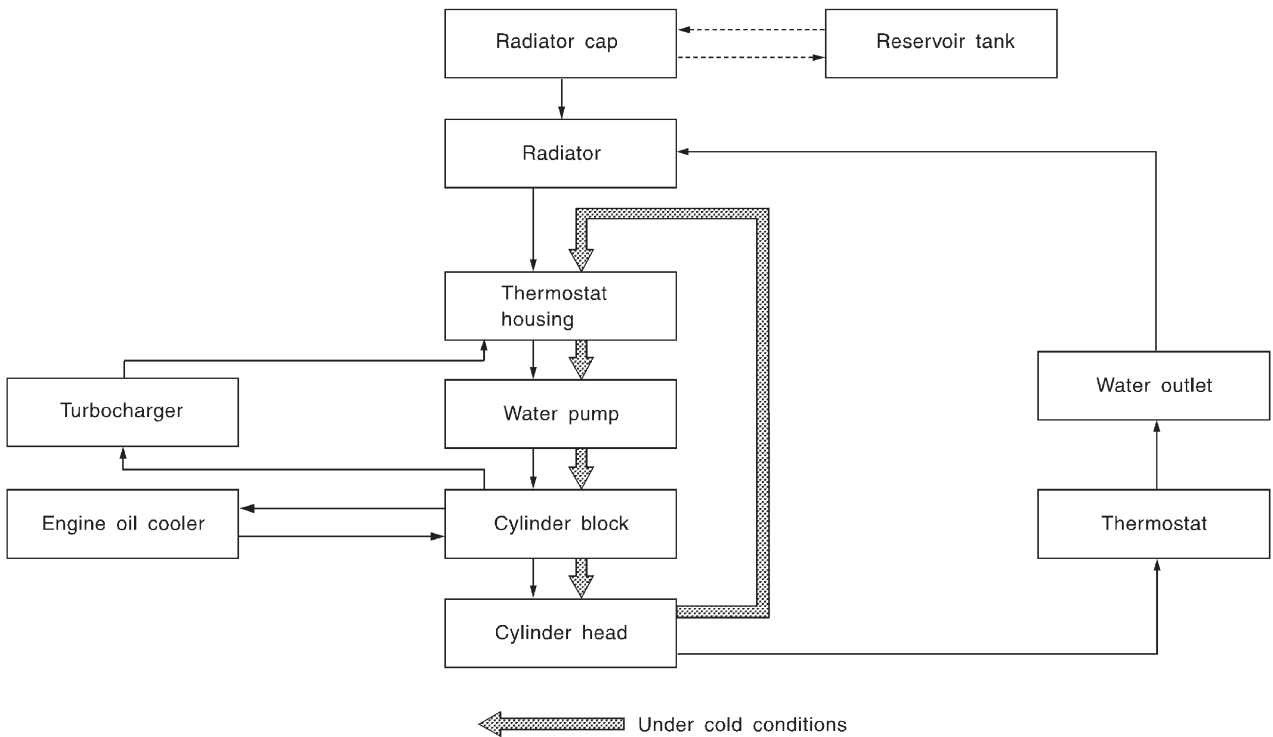 Radiator cap
Reservoir tank
Radiator
Thermostat
housing
Water outlet
Turbocharger
Water pump
Engine oil cooler
Cylinder block
Thermostat
Cylinder head
Under cold conditions